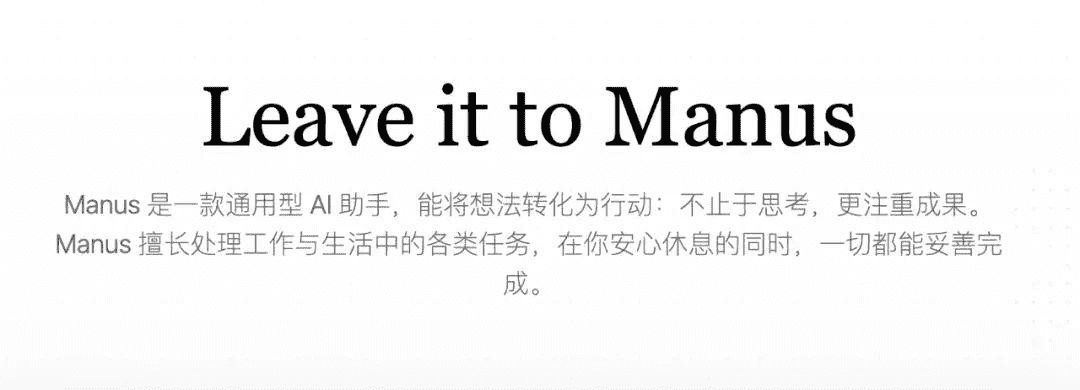 Leave it to Manus
Manus 是一款通用型 AI 助手，能将想法转化为行动：不止于思考，更注重成果。
Manus 擅长处理工作与生活中的各类任务，在你安心休息的同时，一切都能妥善完
成。